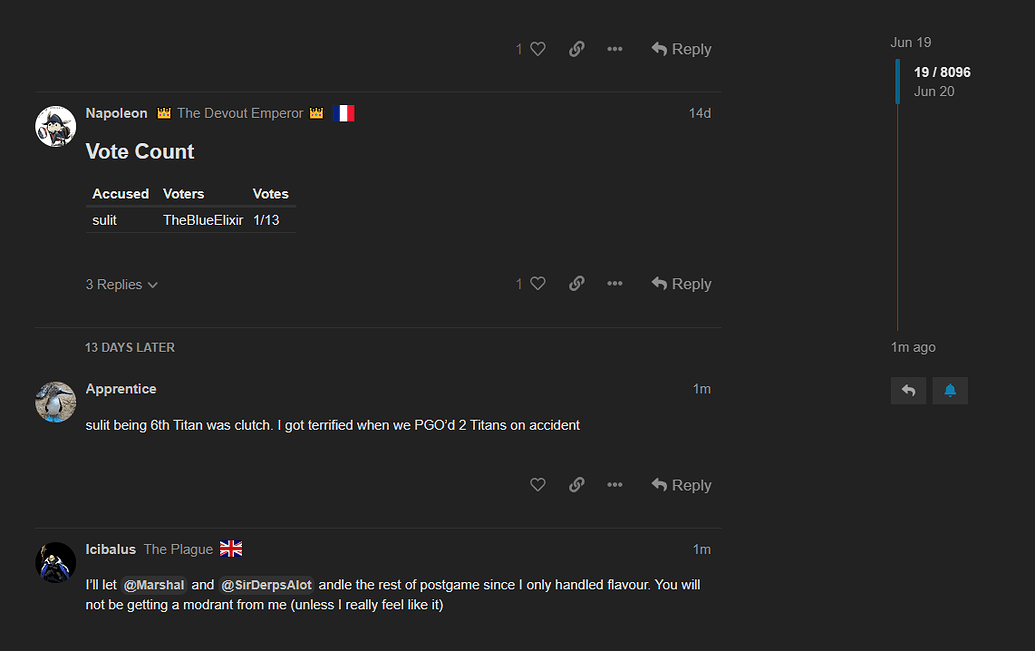 1 Reply
Jun 19
19 / 8096
Jun 20
Napoleon The Devout Emperor 14d
Vote Count
Accused Voters Votes
sulit TheBlueElixir 1/13
3 Replies 1 Reply
13 DAYS LATER
1m ago
Apprentice 1m
sulit being 6th Titan was clutch. I got terrified when we PGO’d 2 Titans on accident
Reply
Icibalus The Plague 1m
I’ll let @Marshal and @SirDerpsAlot andle the rest of postgame since I only handled flavour. You will
not be getting a modrant from me (unless I really feel like it)